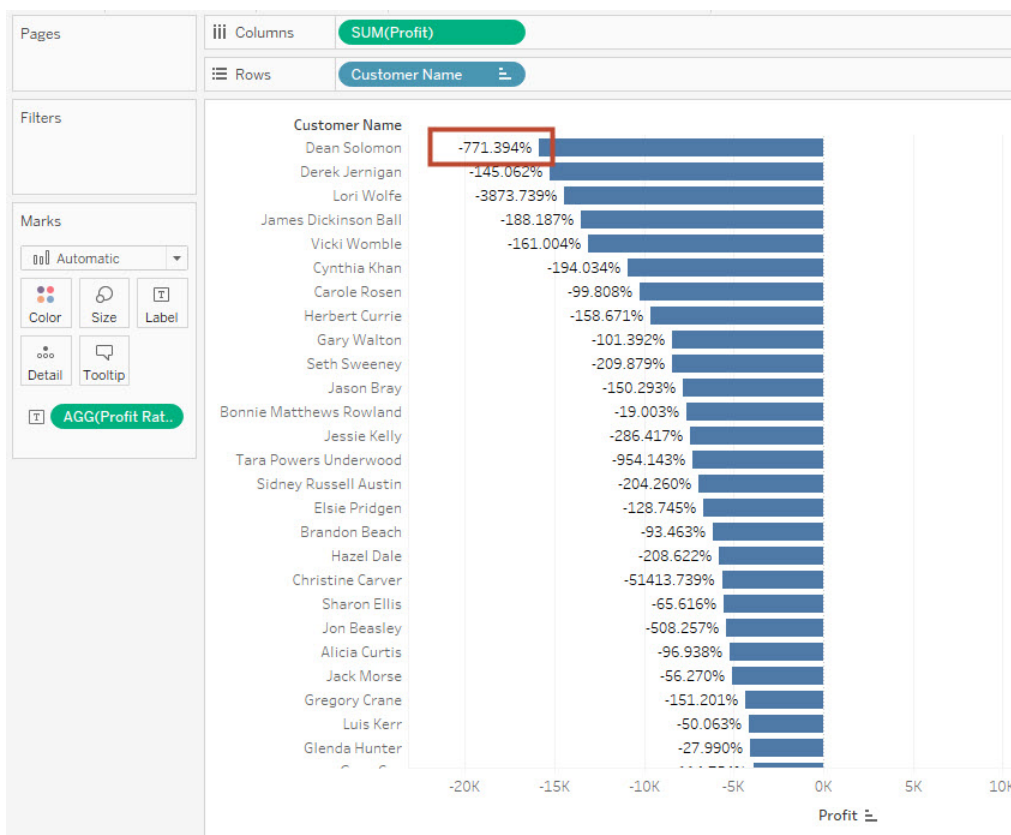 Pages
Columns SUM(Profit)
Rows Customer Name
Filters
Marks
Automatic
Color Size Label
Detail Tooltip
T AGG(Profit Rat..
Customer Name
Dean Solomon -771.394%
Derek Jernigan -145.062%
Lori Wolfe -3873.739%
James Dickinson Ball -188.187%
Vicki Womble -161.004%
Cynthia Khan -194.034%
Carole Rosen -99.808%
Herbert Currie -158.671%
Gary Walton -101.392%
Seth Sweeney -209.879%
Jason Bray -150.293%
Bonnie Matthews Rowland -19.003%
Jessie Kelly -286.417%
Tara Powers Underwood -954.143%
Sidney Russell Austin -204.260%
Elsie Pridgen -128.745%
Brandon Beach -93.463%
Hazel Dale -208.622%
Christine Carver -51413.739%
Sharon Ellis -65.616%
Jon Beasley -508.257%
Alicia Curtis -96.938%
Jack Morse -56.270%
Gregory Crane -151.201%
Luis Kerr -50.063%
Glenda Hunter -27.990%
-20K -15K -10K -5K 0K 5K 10K
Profit